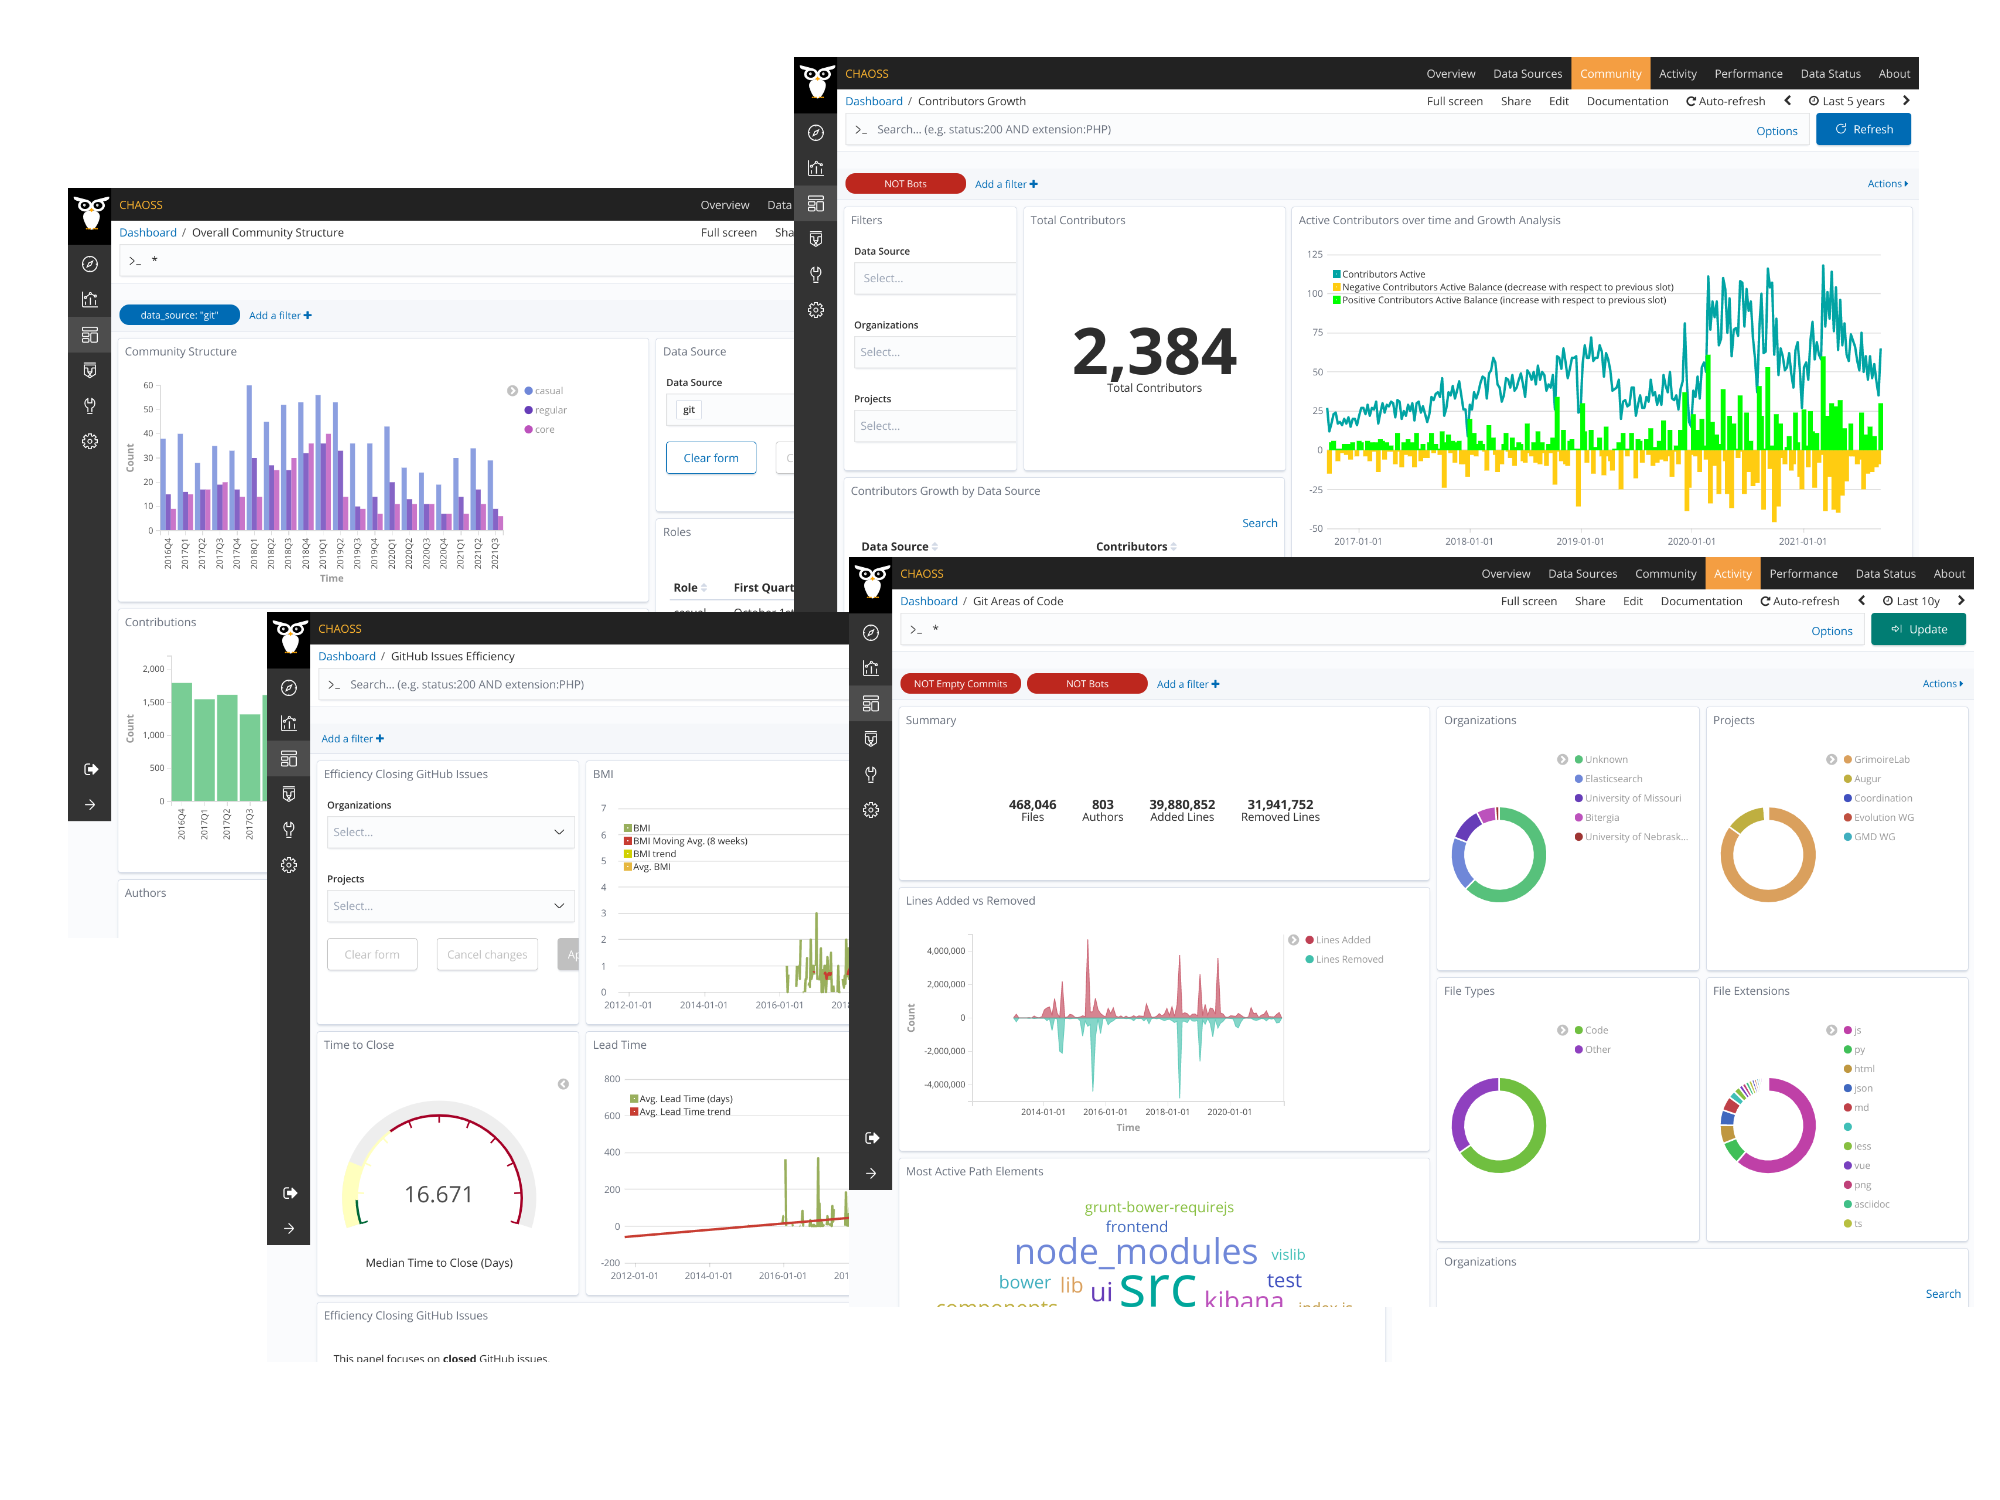 CHAOSS
Overview Data Sources Community Activity Performance Data Status About
Dashboard / Contributors Growth
Full screen Share Edit Documentation Auto-refresh Last 5 years
>_ Search... (e.g. status:200 AND extension:PHP)
Options
Refresh
NOT Bots
Add a filter
Actions
Filters
Data Source
Select...
Organizations
Select...
Projects
Select...
Total Contributors
2,384
Total Contributors
Active Contributors over time and Growth Analysis
Contributors Active
Negative Contributors Active Balance (decrease with respect to previous slot)
Positive Contributors Active Balance (increase with respect to previous slot)
125
100
75
50
25
0
-25
-50
2017-01-01 2018-01-01 2019-01-01 2020-01-01 2021-01-01
Contributors Growth by Data Source
Search
Data Source Contributors
CHAOSS
Overview Data
Dashboard / Overall Community Structure
Full screen Sha
>_ *
data_source: "git"
Add a filter
Community Structure
60
50
40
30
20
10
0
Count
casual
regular
core
2016Q4 2017Q1 2017Q2 2017Q3 2017Q4 2018Q1 2018Q2 2018Q3 2018Q4 2019Q1 2019Q2 2019Q3 2019Q4 2020Q1 2020Q2 2020Q3 2020Q4 2021Q1 2021Q2 2021Q3
Time
Data Source
Data Source
git
Clear form
C
Roles
Role First Quart
Contributions
2,000
1,500
1,000
500
0
Count
2016Q4 2017Q1 2017Q2 2017Q3
Authors
CHAOSS
Dashboard / GitHub Issues Efficiency
>_ Search... (e.g. status:200 AND extension:PHP)
Add a filter
Efficiency Closing GitHub Issues
Organizations
Select...
Projects
Select...
Clear form
Cancel changes
Ap
BMI
7
6
5
4
3
2
1
0
BMI
BMI Moving Avg. (8 weeks)
BMI trend
Avg. BMI
2012-01-01 2014-01-01 2016-01-01 201
Time to Close
16.671
Median Time to Close (Days)
Lead Time
800
600
400
200
0
-200
Avg. Lead Time (days)
Avg. Lead Time trend
2012-01-01 2014-01-01 2016-01-01 201
Efficiency Closing GitHub Issues
This panel focuses on closed GitHub issues.
CHAOSS
Overview Data Sources Community Activity Performance Data Status About
Dashboard / Git Areas of Code
Full screen Share Edit Documentation Auto-refresh Last 10y
>_ *
Options
Update
NOT Empty Commits
NOT Bots
Add a filter
Actions
Summary
468,046 803 39,880,852 31,941,752
Files Authors Added Lines Removed Lines
Organizations
Unknown
Elasticsearch
University of Missouri
Bitergia
University of Nebrask...
Projects
GrimoireLab
Augur
Coordination
Evolution WG
GMD WG
Lines Added vs Removed
4,000,000
2,000,000
0
-2,000,000
-4,000,000
Count
Lines Added
Lines Removed
2014-01-01 2016-01-01 2018-01-01 2020-01-01
Time
File Types
Code
Other
File Extensions
js
py
html
json
md
less
vue
png
asciidoc
ts
Most Active Path Elements
grunt-bower-requirejs
frontend
node_modules vislib
bower lib ui src test
components kibana index.js
Organizations
Search